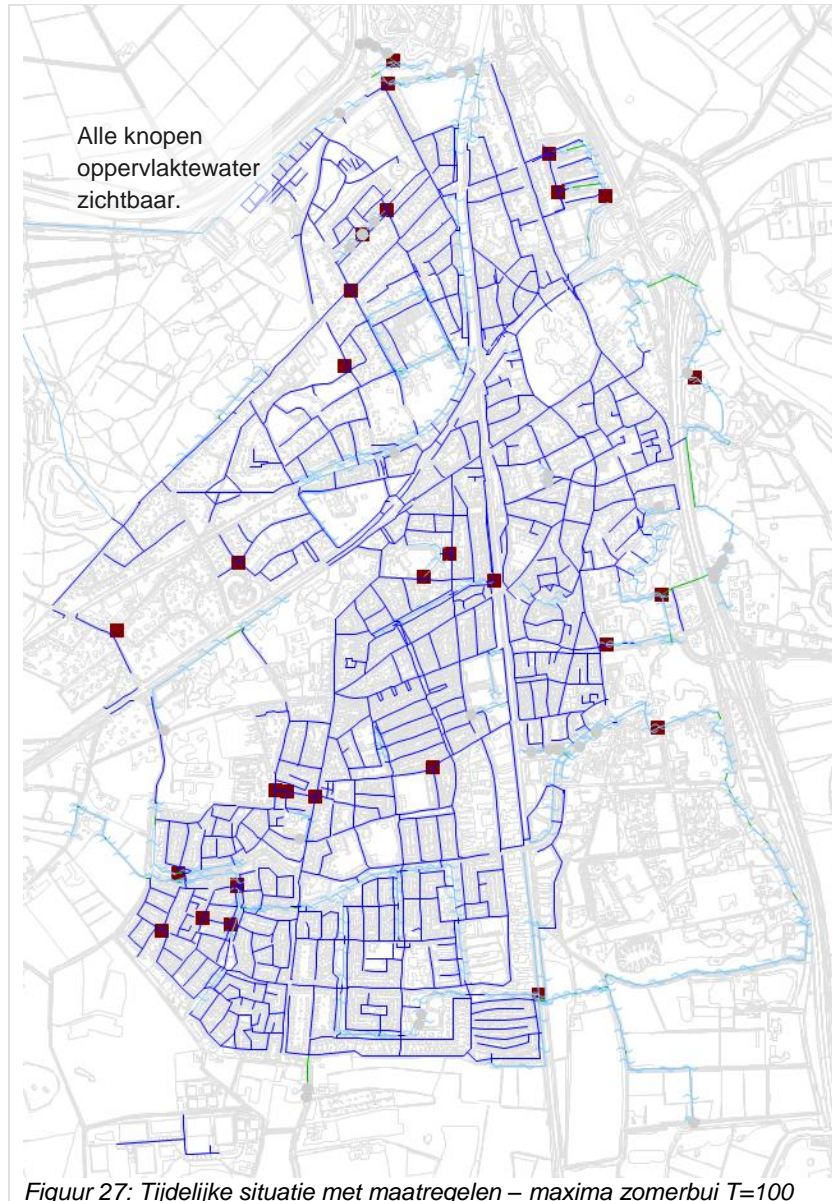 Alle knopen
oppervlaktewater
zichtbaar.
Figuur 27: Tijdelijke situatie met maatregelen – maxima zomerbui T=100